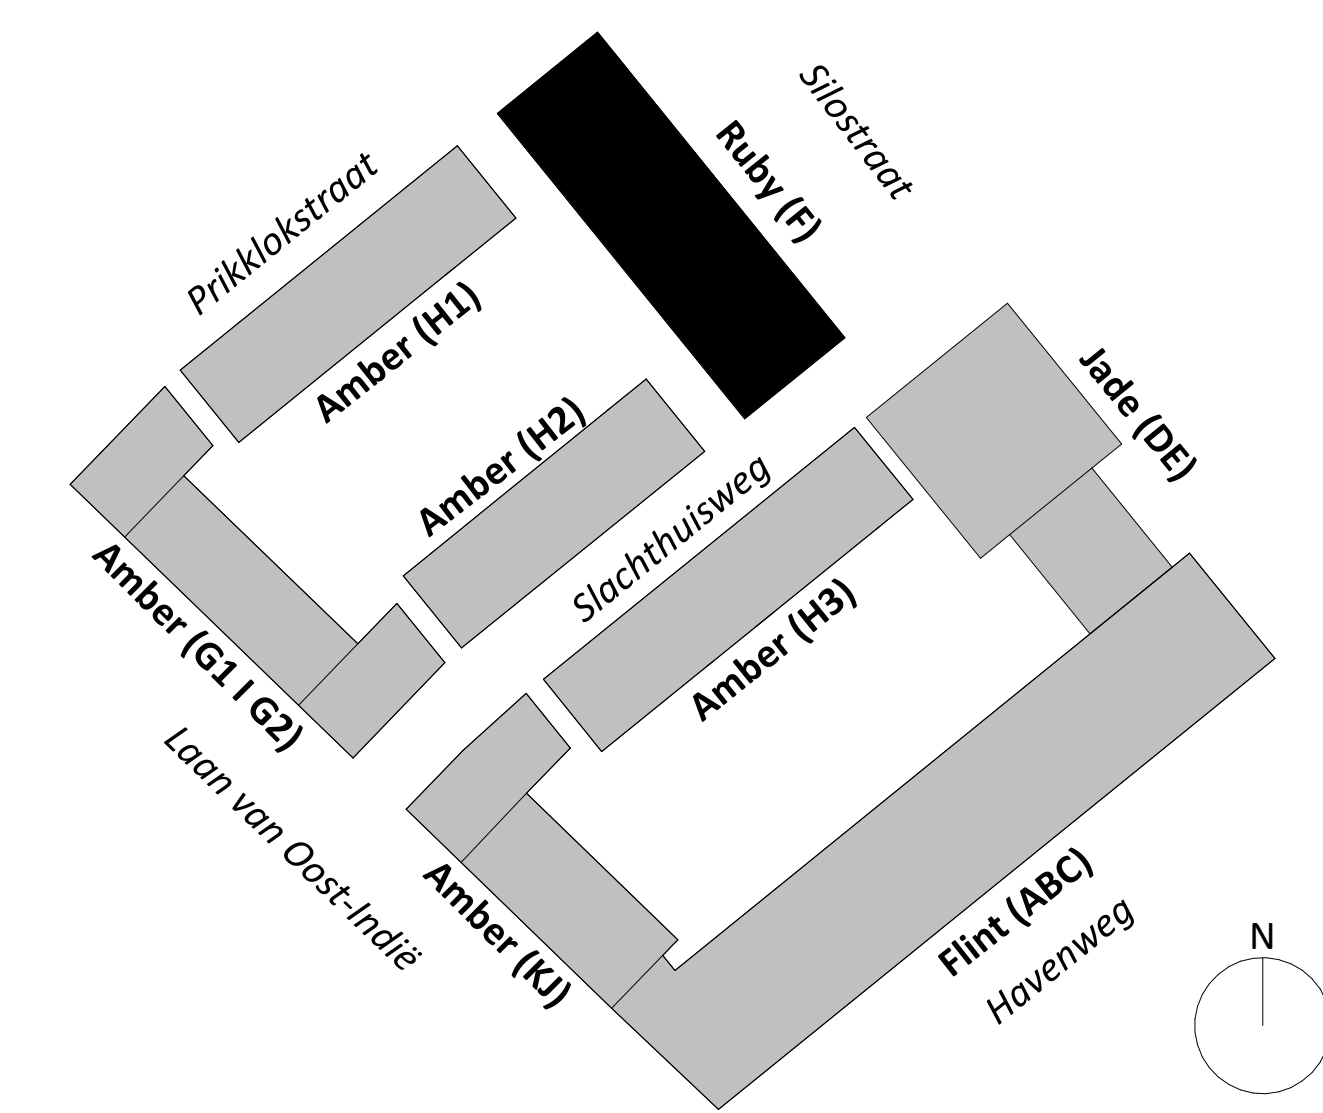 Silostraat
Ruby (F)
Prikklokstraat
Amber (H1)
Jade (DE)
Amber (H2)
Slachthuisweg
Amber (H3)
Amber (G1 I G2)
Laan van Oost-Indië
Amber (KJ)
Flint (ABC)
Havenweg
N